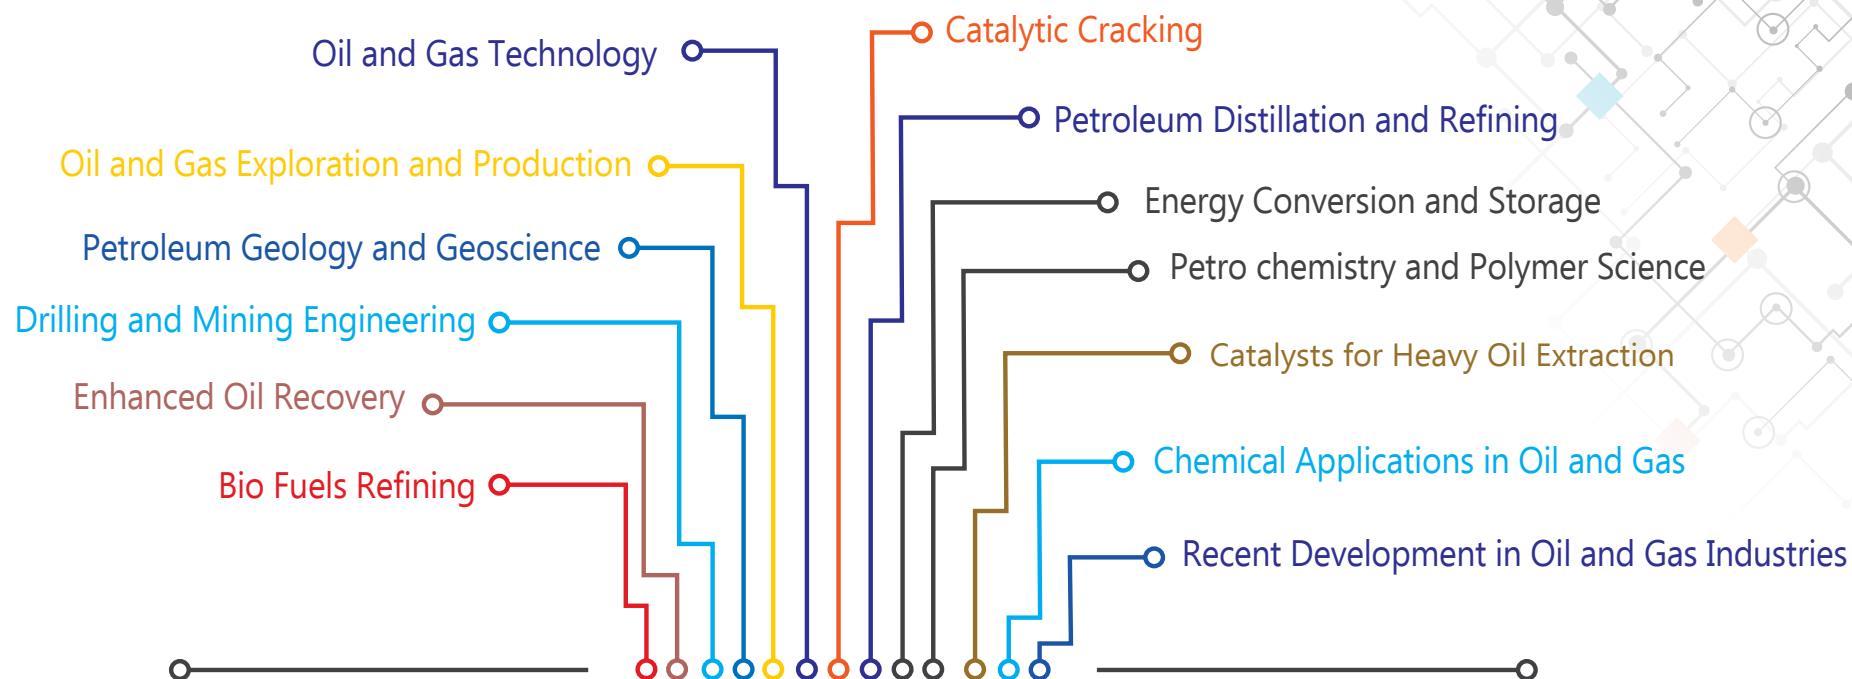 Oil and Gas Technology
Oil and Gas Exploration and Production
Petroleum Geology and Geoscience
Drilling and Mining Engineering
Enhanced Oil Recovery
Bio Fuels Refining
Catalytic Cracking
Petroleum Distillation and Refining
Energy Conversion and Storage
Petro chemistry and Polymer Science
Catalysts for Heavy Oil Extraction
Chemical Applications in Oil and Gas
Recent Development in Oil and Gas Industries